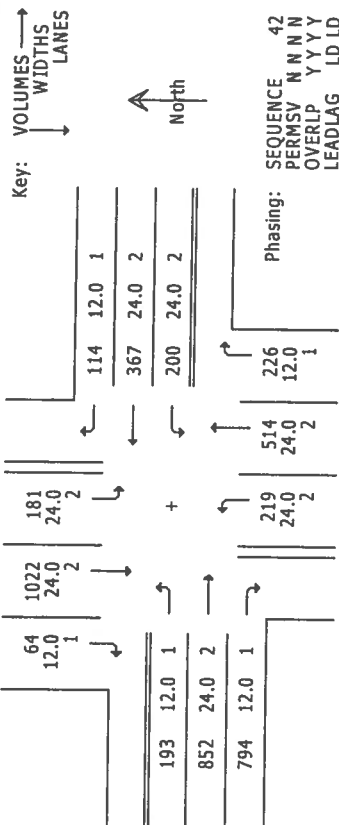 Key: VOLUMES
WIDTHS
LANES
64 1022 181
12.0 24.0 24.0
1 2 2
114 12.0 1
367 24.0 2
200 24.0 2
North
193 12.0 1
852 24.0 2
794 12.0 1
219 514 226
24.0 24.0 12.0
2 2 1
Phasing: SEQUENCE 42
PERMSV N N N N
OVERLP Y Y Y Y
LEADLAG LD LD